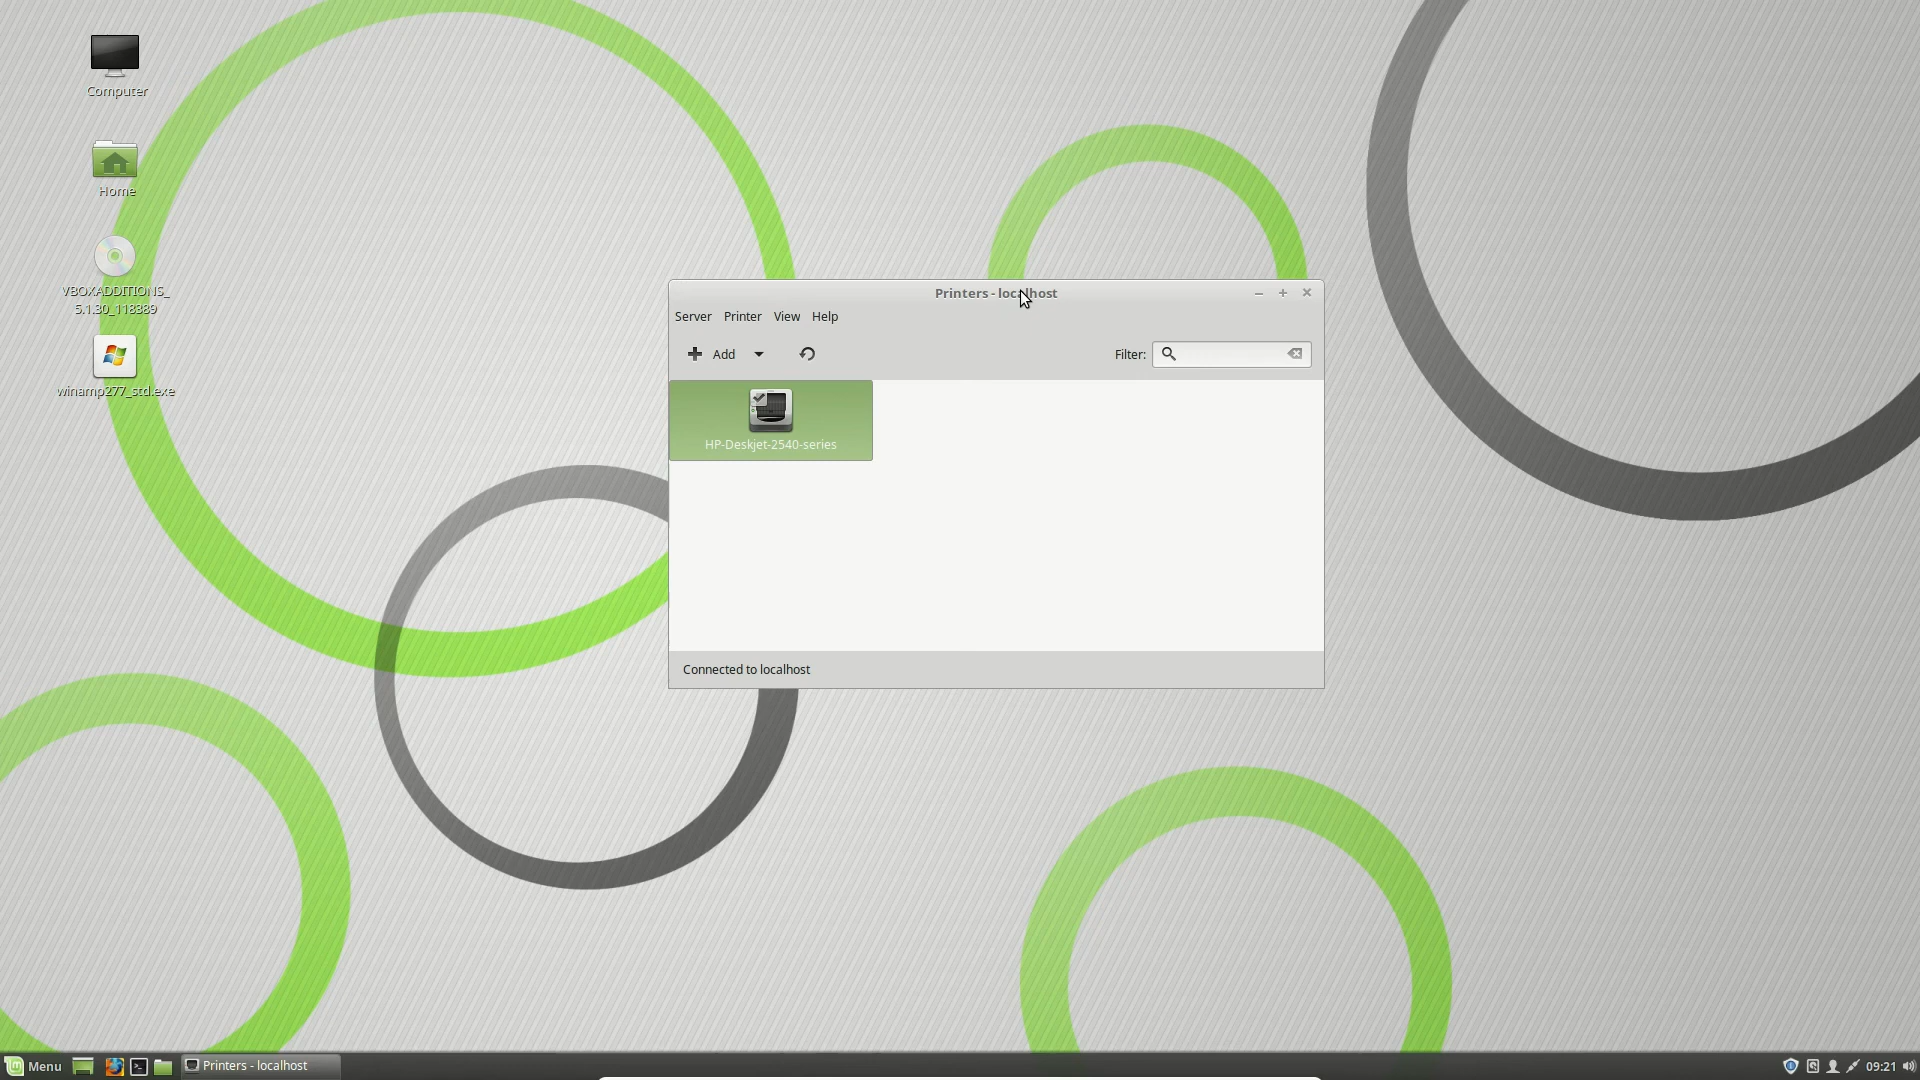 Computer
Home
VBOXADDITIONS_
5.1.30_118389
winamp277_std.exe
Printers - localhost
Server Printer View Help
Add
Filter:
HP-Deskjet-2540-series
Connected to localhost
Menu
Printers - localhost
09:21